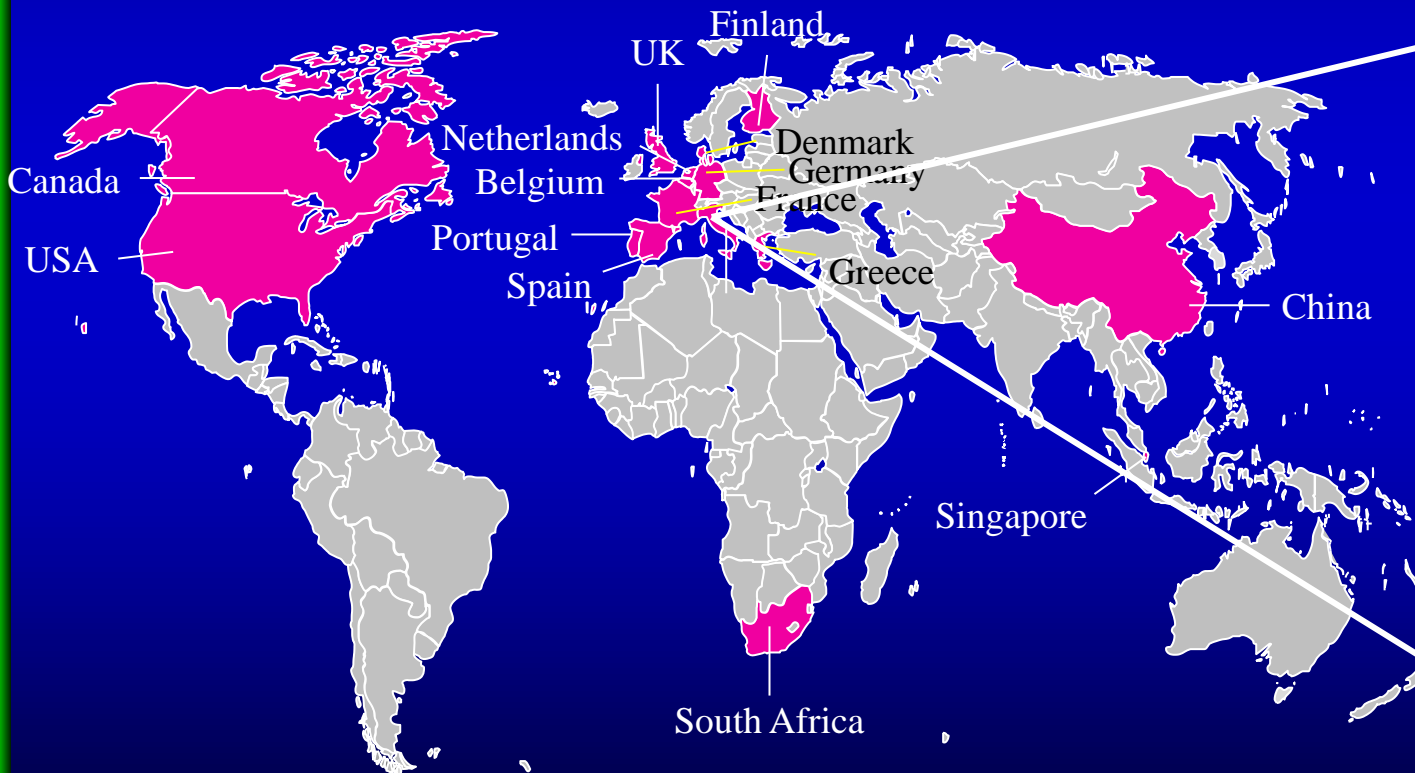 Finland
UK
Netherlands
Denmark
Germany
Canada
Belgium
France
Portugal
USA
Spain
Greece
China
Singapore
South Africa